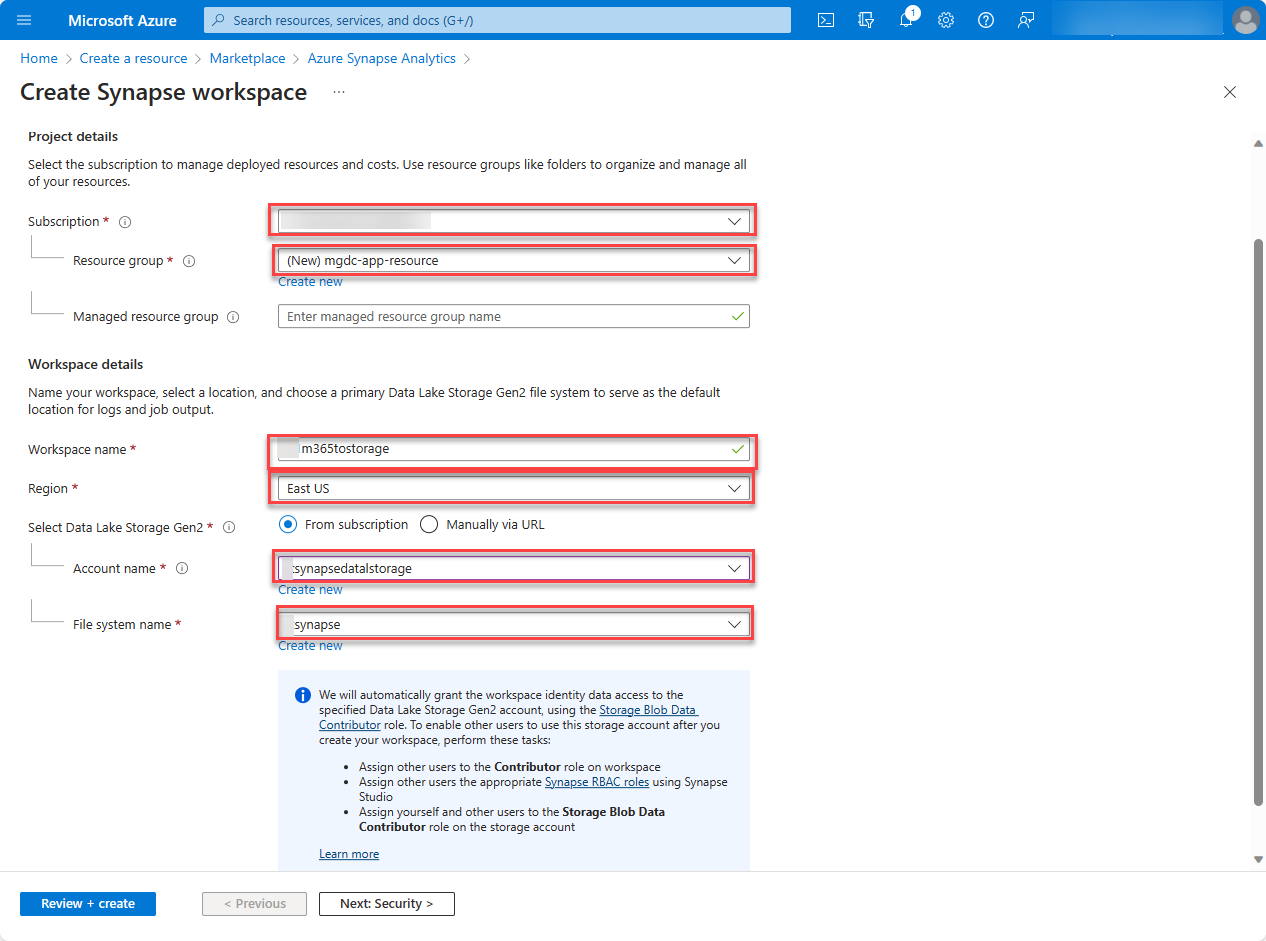 Microsoft Azure
Search resources, services, and docs (G+/)
1
Home > Create a resource > Marketplace > Azure Synapse Analytics >
Create Synapse workspace ...
Project details
Select the subscription to manage deployed resources and costs. Use resource groups like folders to organize and manage all
of your resources.
Subscription *
Resource group *
(New) mgdc-app-resource
Create new
Managed resource group
Enter managed resource group name
Workspace details
Name your workspace, select a location, and choose a primary Data Lake Storage Gen2 file system to serve as the default
location for logs and job output.
Workspace name *
m365tostorage
Region *
East US
Select Data Lake Storage Gen2 *
From subscription
Manually via URL
Account name *
synapsedatalstorage
Create new
File system name *
synapse
Create new
We will automatically grant the workspace identity data access to the
specified Data Lake Storage Gen2 account, using the Storage Blob Data
Contributor role. To enable other users to use this storage account after you
create your workspace, perform these tasks:
• Assign other users to the Contributor role on workspace
• Assign other users the appropriate Synapse RBAC roles using Synapse
Studio
• Assign yourself and other users to the Storage Blob Data
Contributor role on the storage account
Learn more
Review + create
< Previous
Next: Security >